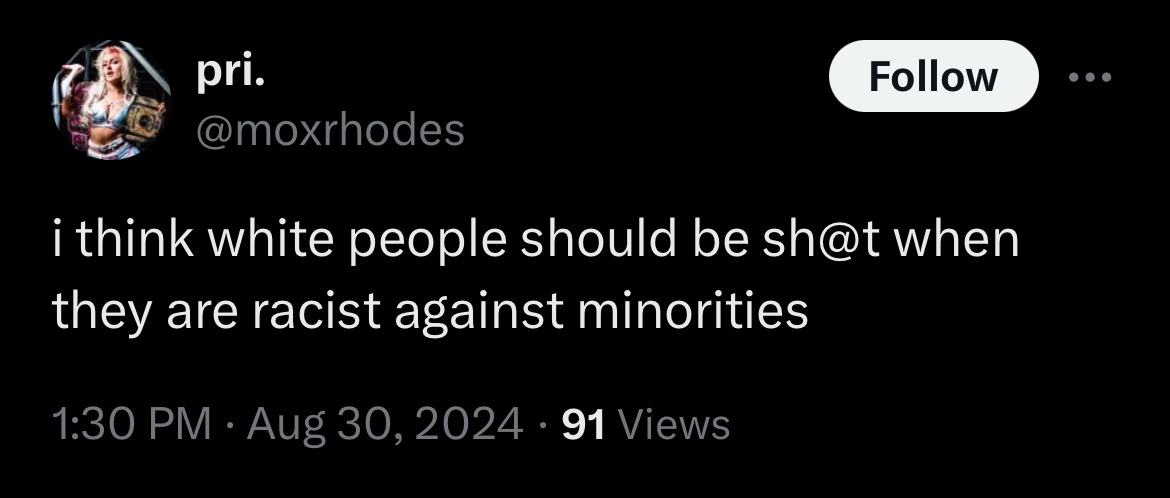 pri.
Follow
@moxrhodes
i think white people should be sh@t when
they are racist against minorities
1:30 PM · Aug 30, 2024 · 91 Views